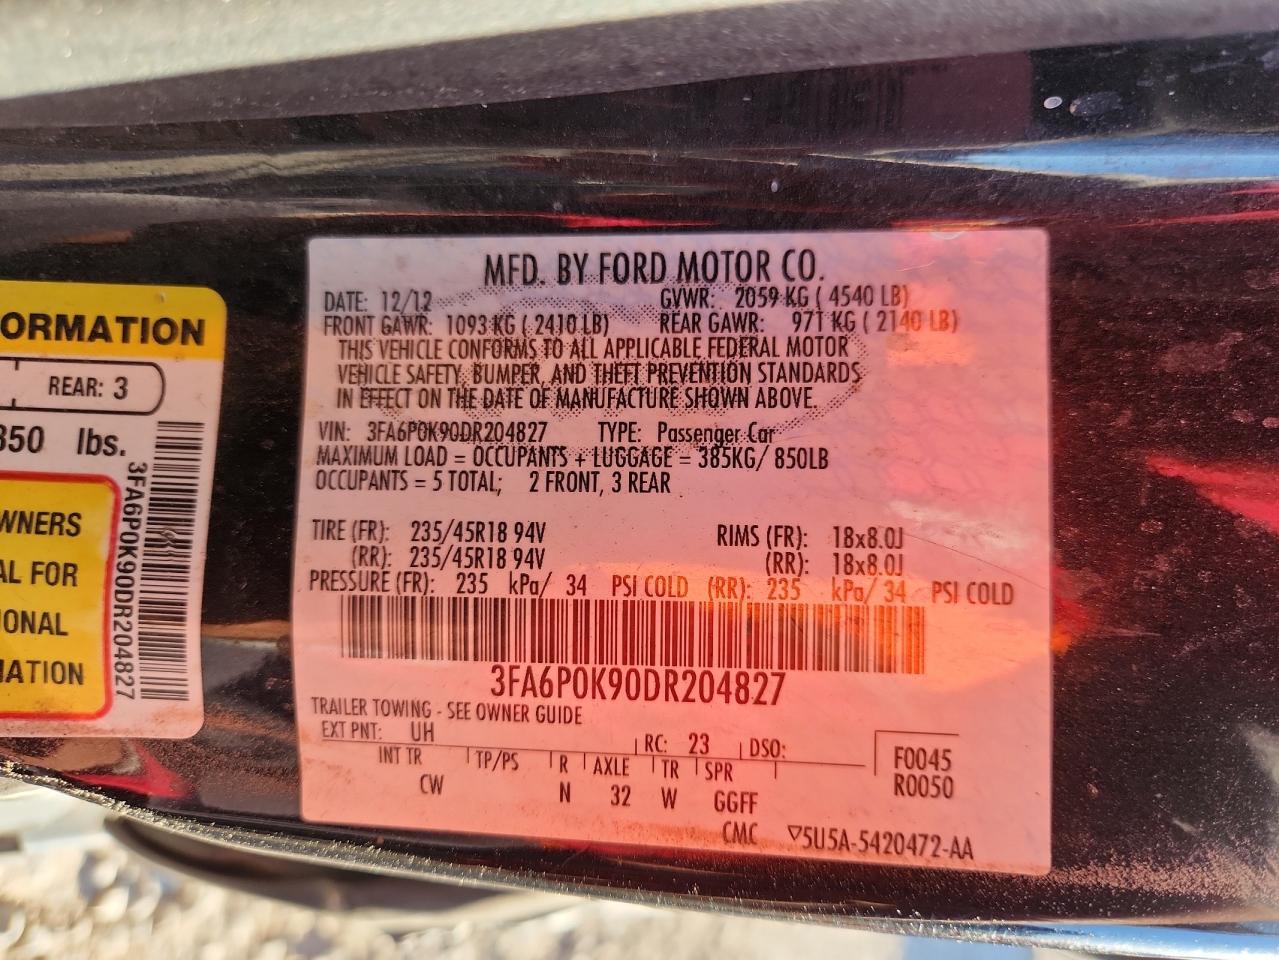 MFD. BY FORD MOTOR CO.
DATE: 12/12 GVWR: 2059 KG ( 4540 LB)
FRONT GAWR: 1093 KG ( 2410 LB) REAR GAWR: 971 KG ( 2140 LB)
THIS VEHICLE CONFORMS TO ALL APPLICABLE FEDERAL MOTOR
VEHICLE SAFETY, BUMPER, AND THEFT PREVENTION STANDARDS
IN EFFECT ON THE DATE OF MANUFACTURE SHOWN ABOVE.
VIN: 3FA6P0K90DR204827 TYPE: Passenger Car
MAXIMUM LOAD = OCCUPANTS + LUGGAGE = 385KG/ 850LB
OCCUPANTS = 5 TOTAL; 2 FRONT, 3 REAR
TIRE (FR): 235/45R18 94V RIMS (FR): 18x8.0J
(RR): 235/45R18 94V (RR): 18x8.0J
PRESSURE (FR): 235 kPa/ 34 PSI COLD (RR): 235 kPa/ 34 PSI COLD
3FA6P0K90DR204827
TRAILER TOWING - SEE OWNER GUIDE
EXT PNT: UH RC: 23 DSO:
INT TR TP/PS R AXLE TR SPR F0045
CW N 32 W GGFF R0050
CMC ▽5U5A-5420472-AA
ORMATION
REAR: 3
850 lbs.
WNERS
AL FOR
IONAL
MATION
3FA6P0K90DR204827